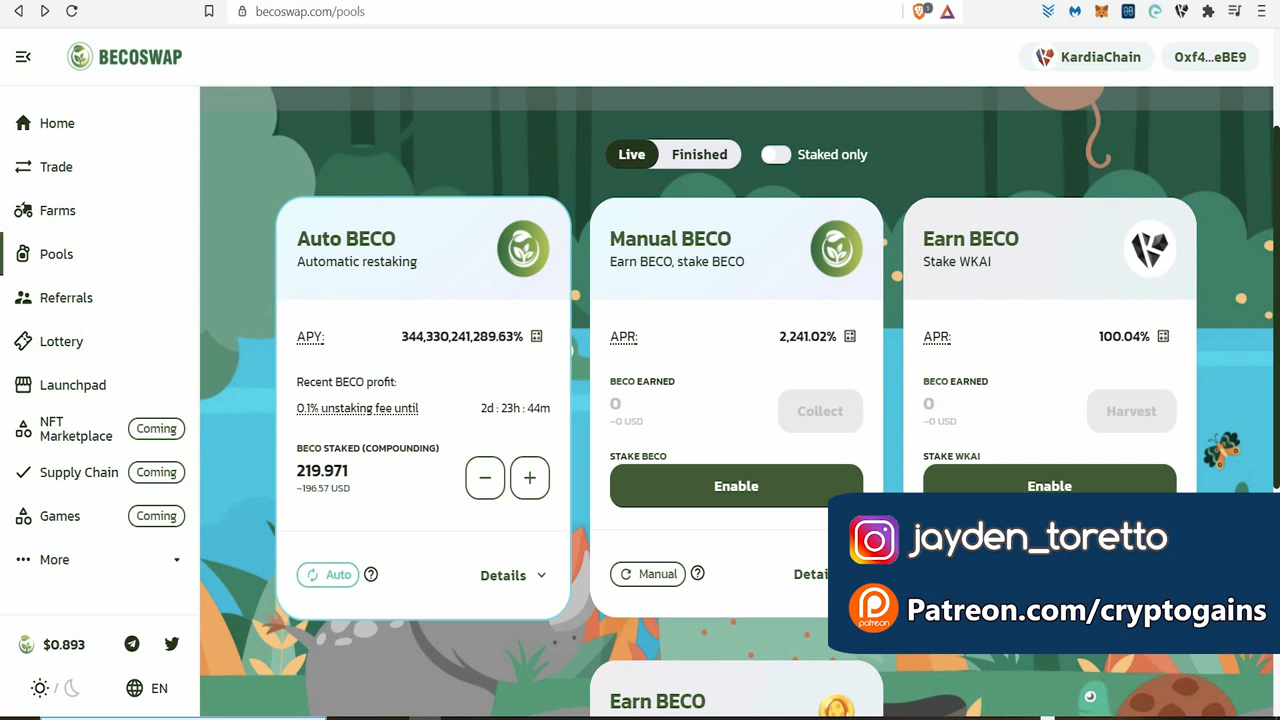 becoswap.com/pools
1
BECOSWAP
KardiaChain
0xf4...eBE9
Home
Trade
Farms
Pools
Referrals
Lottery
Launchpad
NFT
Marketplace
Coming
Supply Chain
Coming
Games
Coming
More
$0.893
EN
Live
Finished
Staked only
Auto BECO
Automatic restaking
APY:
344,330,241,289.63%
Recent BECO profit:
0.1% unstaking fee until
2d : 23h : 44m
BECO STAKED (COMPOUNDING)
219.971
~196.57 USD
Auto
Details
Manual BECO
Earn BECO, stake BECO
APR:
2,241.02%
BECO EARNED
0
~0 USD
Collect
STAKE BECO
Enable
Manual
Detai
Earn BECO
Stake WKAI
APR:
100.04%
BECO EARNED
0
~0 USD
Harvest
STAKE WKAI
Enable
Earn BECO
jayden_toretto
patreon
Patreon.com/cryptogains